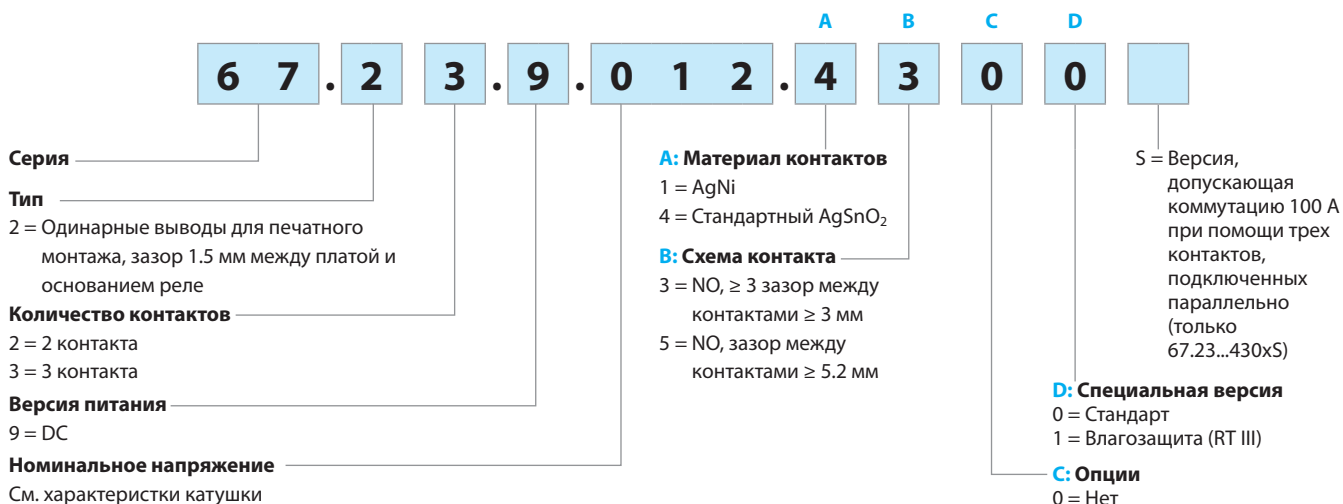 A B C D
6 7 . 2 3 . 9 . 0 1 2 . 4 3 0 0
Серия
Тип
2 = Одинарные выводы для печатного
монтажа, зазор 1.5 мм между платой и
основанием реле
Количество контактов
2 = 2 контакта
3 = 3 контакта
Версия питания
9 = DC
Номинальное напряжение
См. характеристики катушки
A: Материал контактов
1 = AgNi
4 = Стандартный AgSnO₂
B: Схема контакта
3 = NO, ≥ 3 зазор между
контактами ≥ 3 мм
5 = NO, зазор между
контактами ≥ 5.2 мм
S = Версия,
допускающая
коммутацию 100 A
при помощи трех
контактов,
подключенных
параллельно
(только
67.23...430xS)
D: Специальная версия
0 = Стандарт
1 = Влагозащита (RT III)
C: Опции
0 = Нет